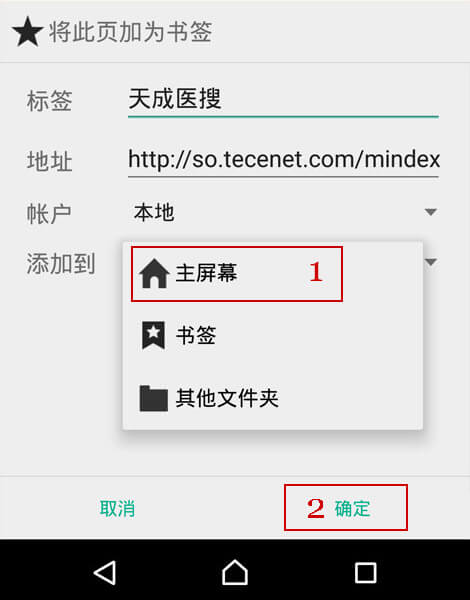 将此页加为书签
标签 天成医搜
地址 http://so.tecenet.com/mindex
帐户 本地
添加到
主屏幕 1
书签
其他文件夹
取消 2 确定